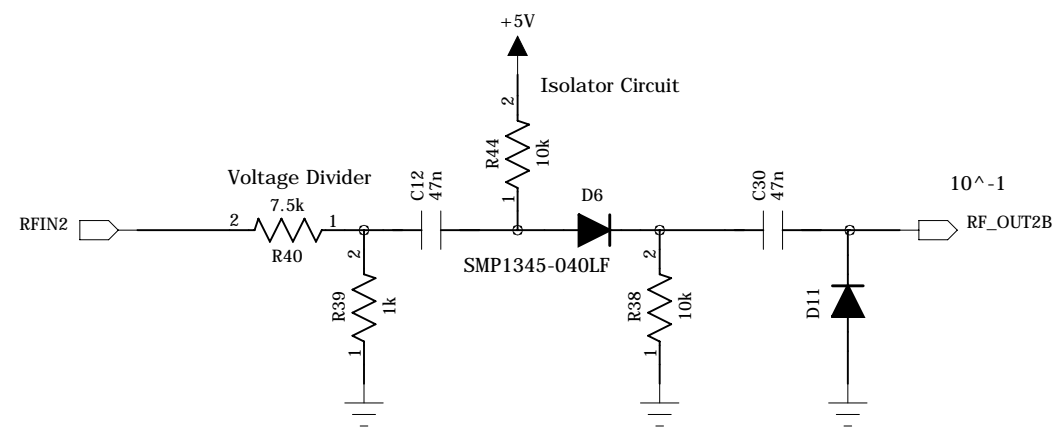 +5V
Isolator Circuit
2
R44
10k
1
Voltage Divider
C12
47n
C30
47n
10^-1
7.5k
D6
RFIN2
2
1
RF_OUT2B
R40
SMP1345-040LF
2
R39
1k
1
2
R38
10k
1
D11